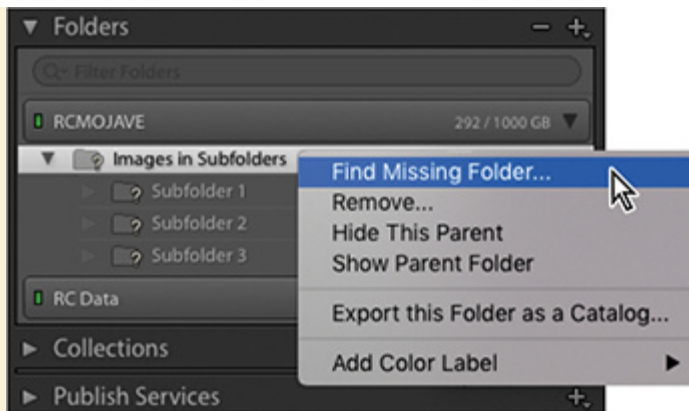 Folders
Filter Folders
RCMOJAVE 292 / 1000 GB
Images in Subfolders
Subfolder 1
Subfolder 2
Subfolder 3
RC Data
Collections
Publish Services
Find Missing Folder...
Remove...
Hide This Parent
Show Parent Folder
Export this Folder as a Catalog...
Add Color Label